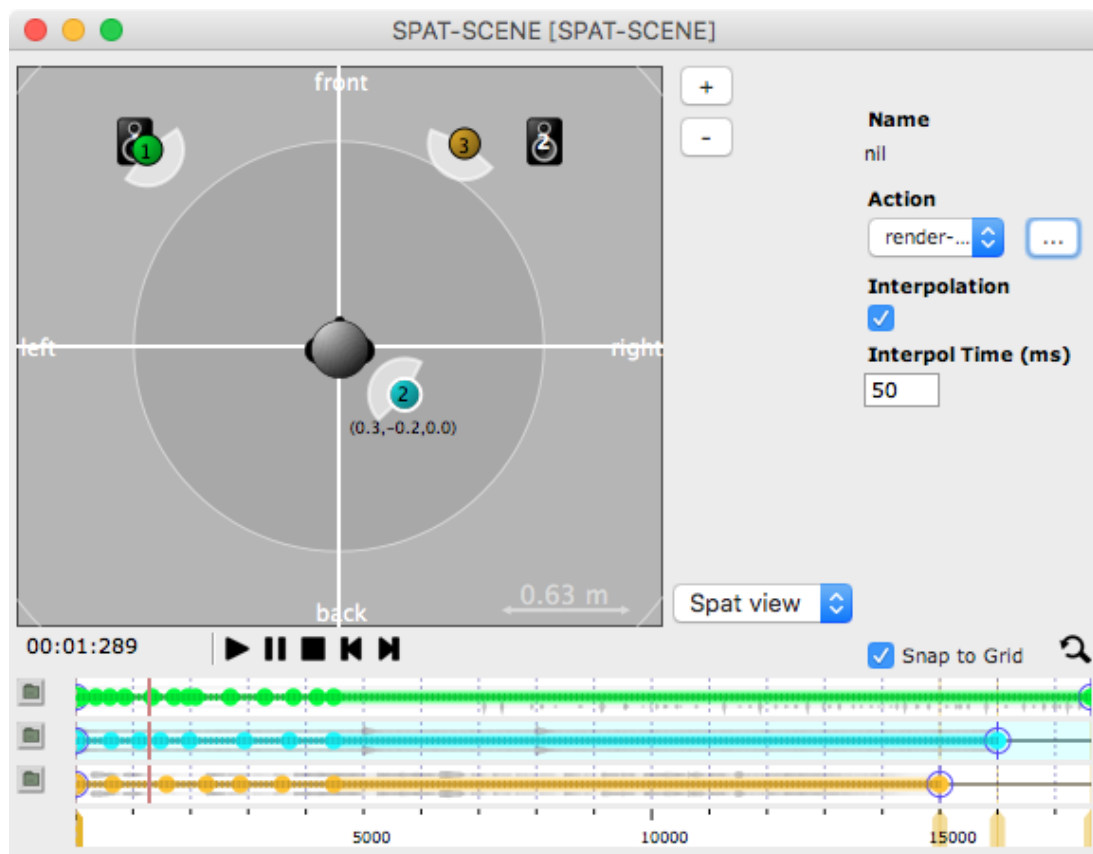 SPAT-SCENE [SPAT-SCENE]
front
+
-
Name
nil
1
3
2
Action
render-...
...
Interpolation
left
right
Interpol Time (ms)
50
2
(0.3,-0.2,0.0)
0.63 m
back
Spat view
00:01:289
Snap to Grid
5000
10000
15000